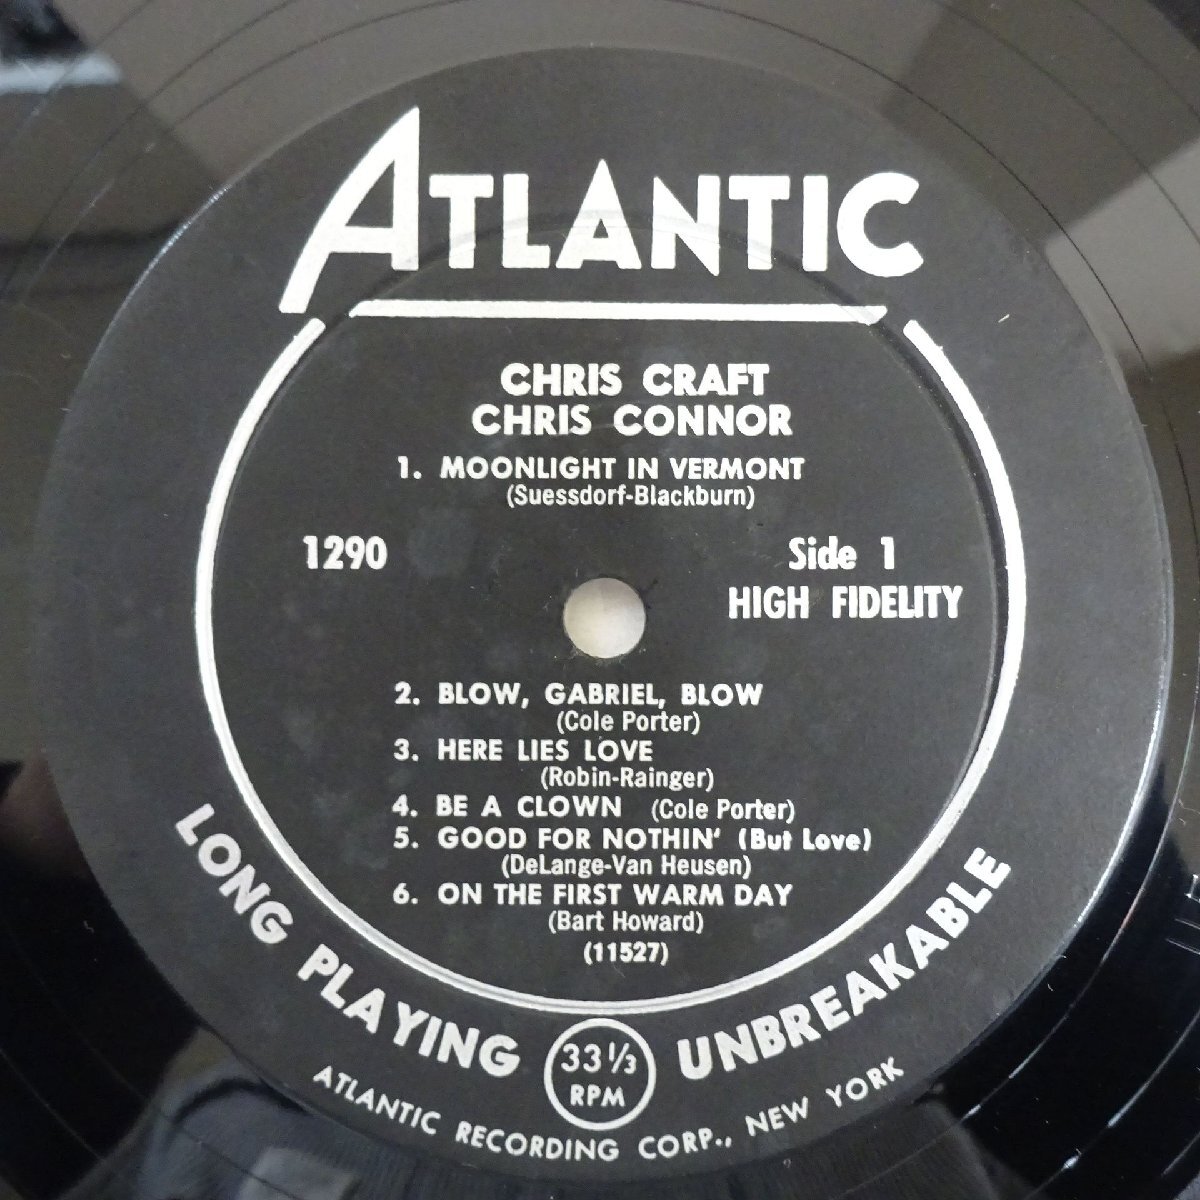 ATLANTIC
CHRIS CRAFT
CHRIS CONNOR
1. MOONLIGHT IN VERMONT
(Suessdorf-Blackburn)
1290
Side 1
HIGH FIDELITY
2. BLOW, GABRIEL, BLOW
(Cole Porter)
3. HERE LIES LOVE
(Robin-Rainger)
4. BE A CLOWN (Cole Porter)
5. GOOD FOR NOTHIN' (But Love)
(DeLange-Van Heusen)
6. ON THE FIRST WARM DAY
(Bart Howard)
(11527)
LONG PLAYING
33 1/3
RPM
UNBREAKABLE
ATLANTIC RECORDING CORP., NEW YORK